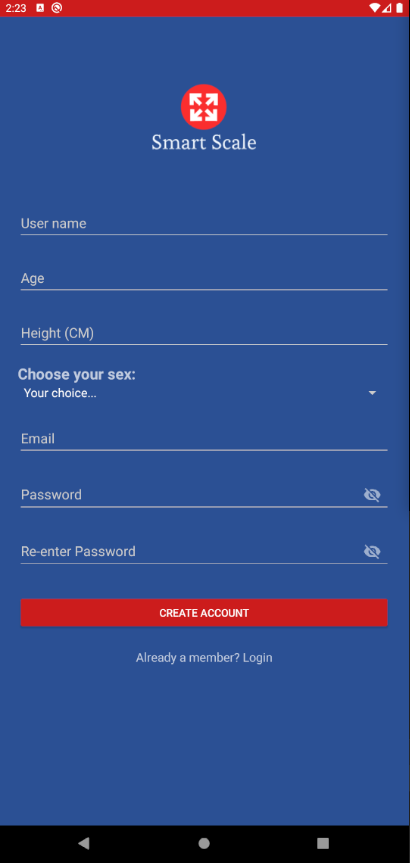 2:23
Smart Scale
User name
Age
Height (CM)
Choose your sex:
Your choice...
Email
Password
Re-enter Password
CREATE ACCOUNT
Already a member? Login